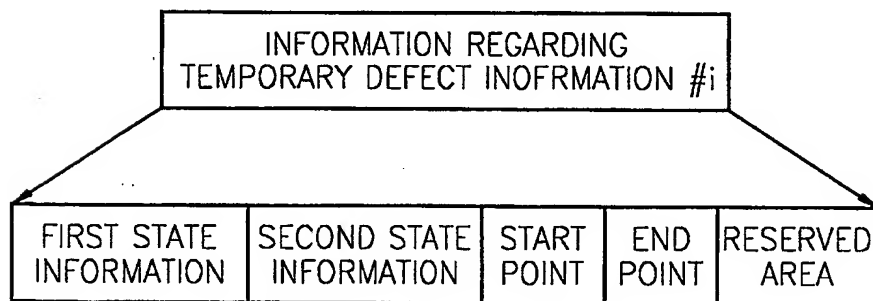 INFORMATION REGARDING
TEMPORARY DEFECT INOFRMATION #i
FIRST STATE
INFORMATION
SECOND STATE
INFORMATION
START
POINT
END
POINT
RESERVED
AREA